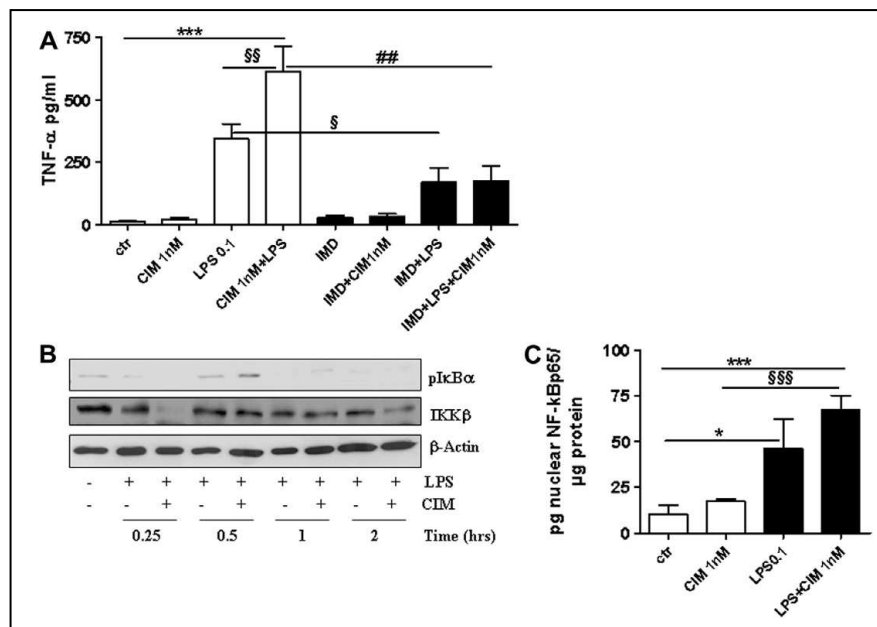 A
TNF-α pg/ml
750
500
250
0
***
§§
##
§
ctr
CIM 1nM
LPS 0.1
CIM 1nM+LPS
IMD
IMD+CIM1nM
IMD+LPS
IMD+LPS+CIM1nM
B
pIκBα
IKKβ
β-Actin
- + + + + + + + + LPS
- - + - + - + - + CIM
0.25 0.5 1 2 Time (hrs)
C
pg nuclear NF-kBp65/
µg protein
100
75
50
25
0
***
§§§
*
ctr
CIM 1nM
LPS0.1
LPS+CIM 1nM